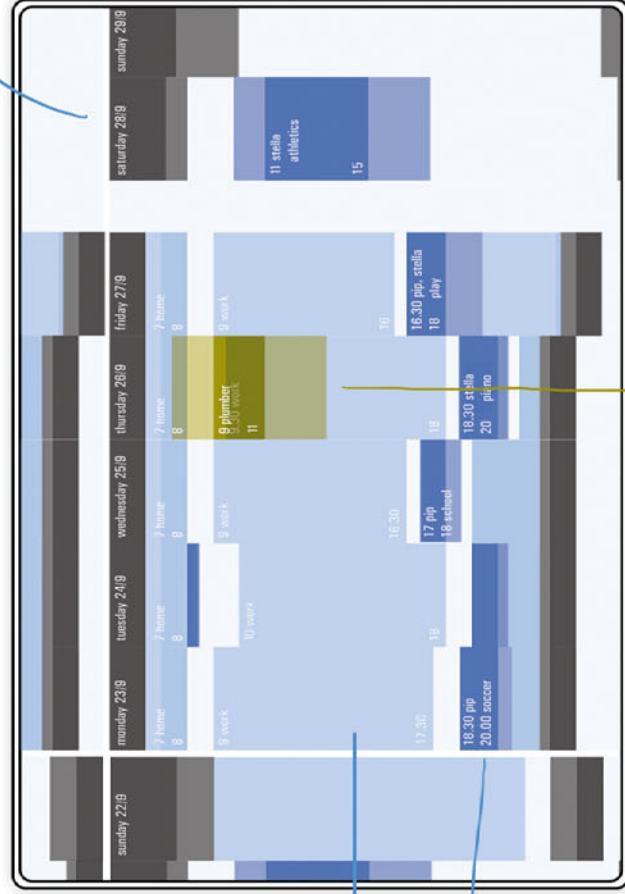 sunday 22/9
monday 23/9
7 home
8
9 work
17.30
18.30 pip
20.00 soccer
tuesday 24/9
7 home
8
10 work
18
wednesday 25/9
7 home
8
9 work
16:30
17 pip
18 school
thursday 26/9
7 home
8
9 plumber
9.30 work
11
18
18.30 stella
piano
20
friday 27/9
7 home
8
9 work
16
16.30 pip, stella
18 play
saturday 28/9
11 stella
athletics
15
sunday 29/9